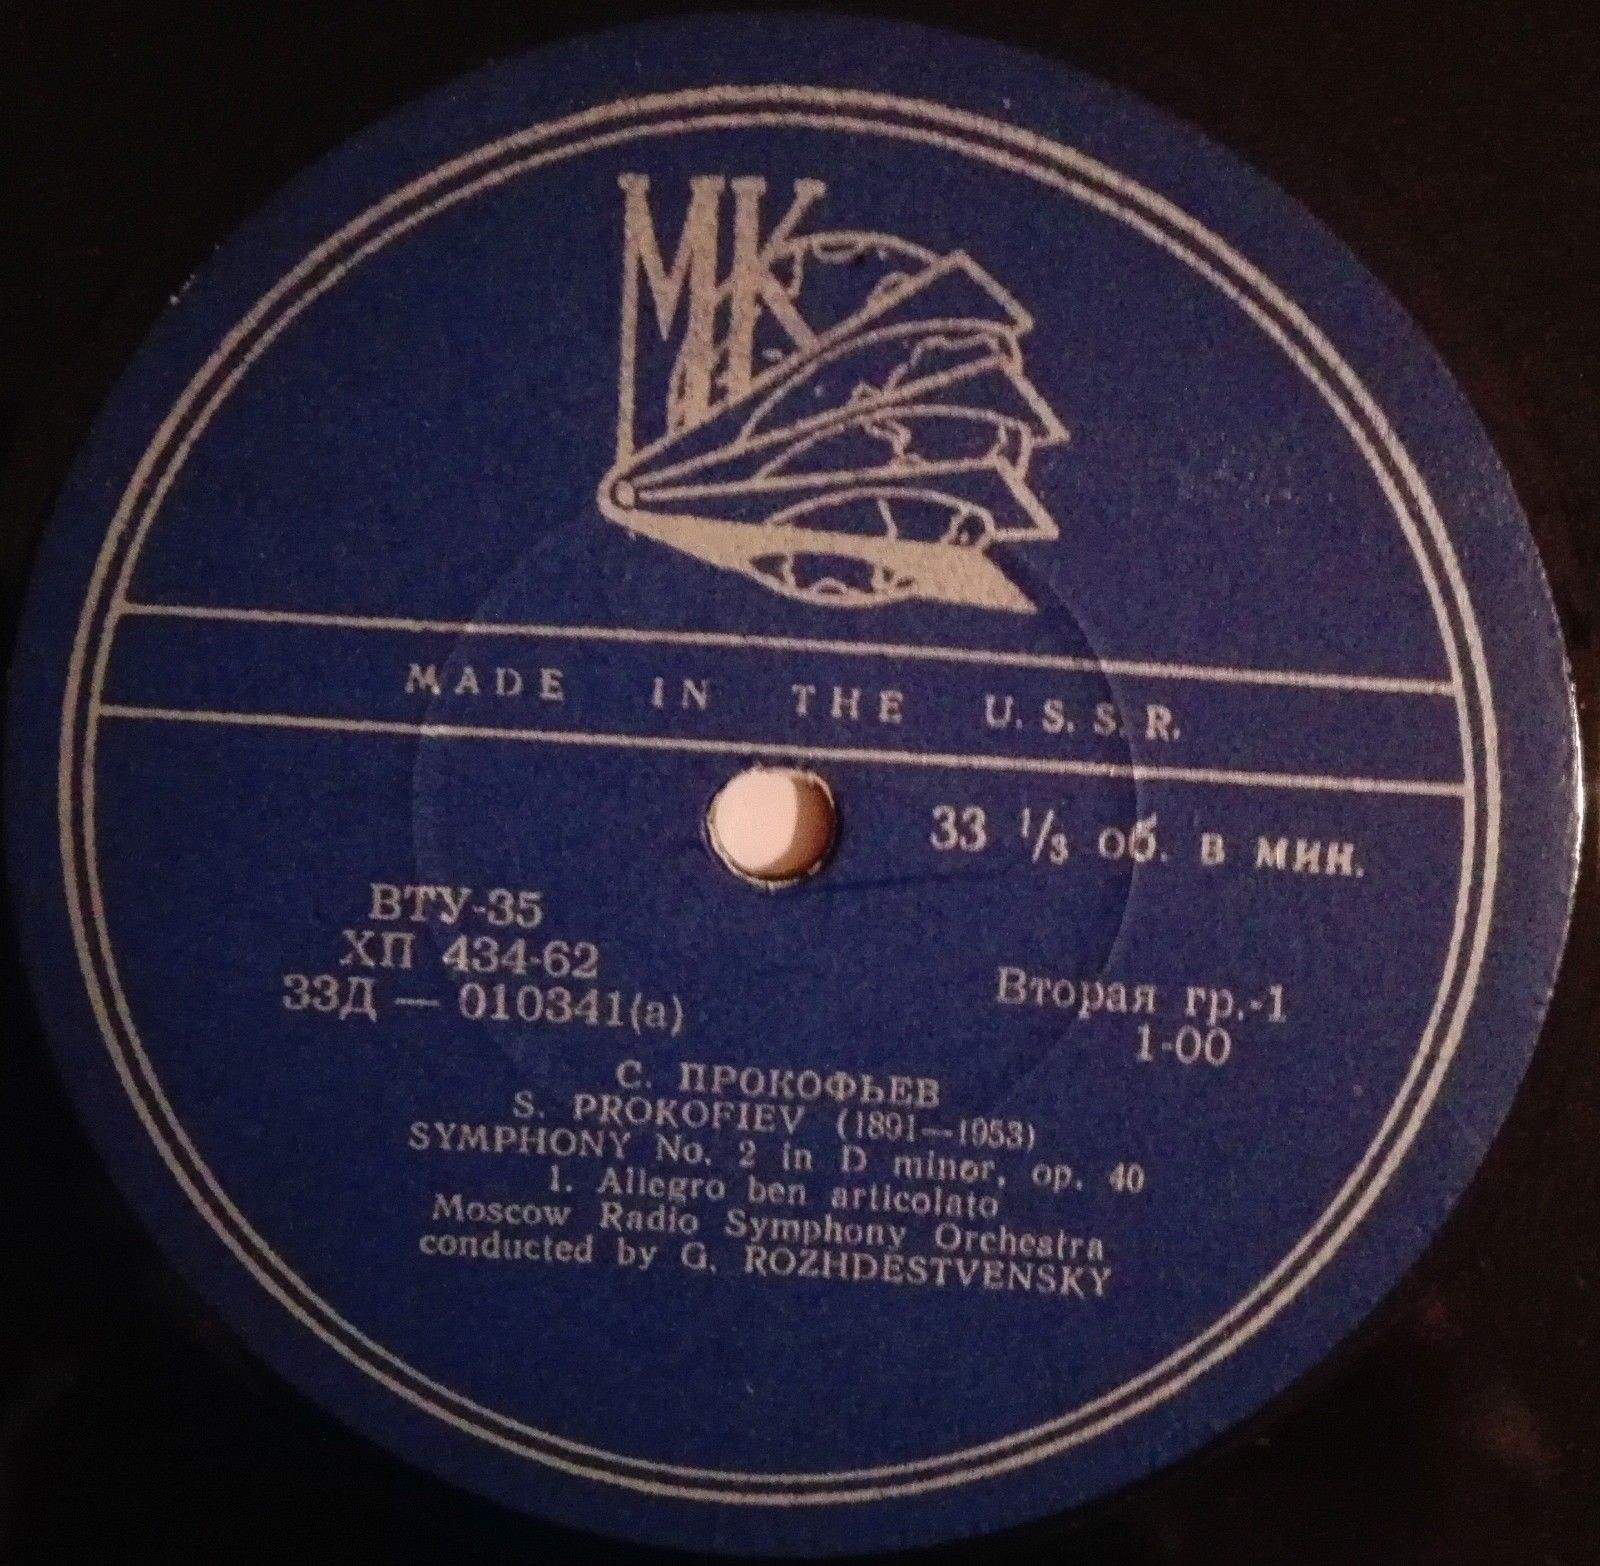 МК
MADE IN THE U.S.S.R.
33 1/3 об. в мин.
ВТУ-35
ХП 434-62
33Д — 010341(а)
Вторая гр.-1
1-00
С. ПРОКОФЬЕВ
S. PROKOFIEV (1891—1953)
SYMPHONY No. 2 in D minor, op. 40
1. Allegro ben articolato
Moscow Radio Symphony Orchestra
conducted by G. ROZHDESTVENSKY